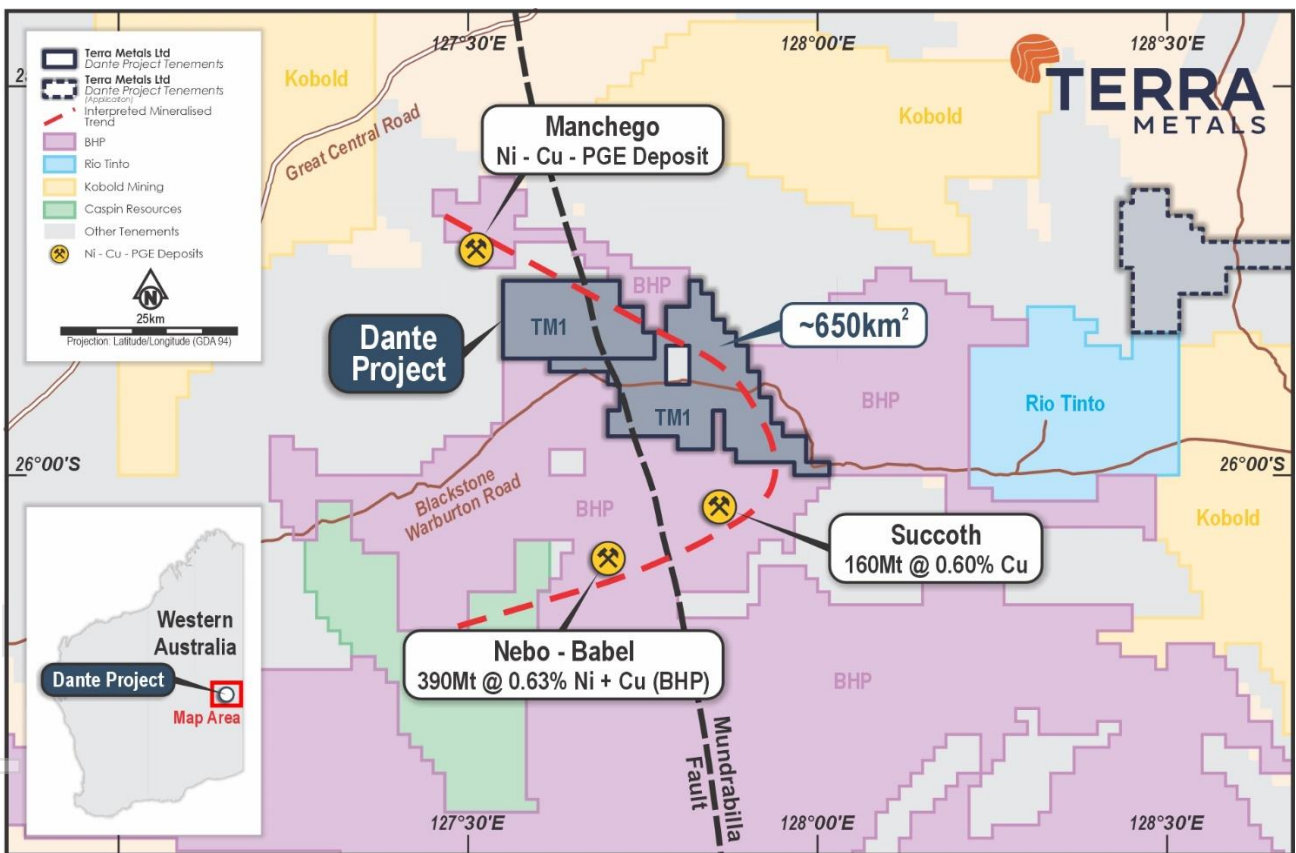 127°30'E
128°00'E
128°30'E
Terra Metals Ltd
Dante Project Tenements
Terra Metals Ltd
Dante Project Tenements
(Application)
Interpreted Mineralised
Trend
BHP
Rio Tinto
Kobold Mining
Caspin Resources
Other Tenements
Ni - Cu - PGE Deposits
N
25km
Projection: Latitude/Longitude (GDA 94)
Kobold
Great Central Road
Manchego
Ni - Cu - PGE Deposit
Kobold
TERRA
METALS
BHP
Dante
Project
TM1
~650km²
TM1
BHP
Rio Tinto
26°00'S
26°00'S
Blackstone
Warburton Road
BHP
Kobold
Succoth
160Mt @ 0.60% Cu
Nebo - Babel
390Mt @ 0.63% Ni + Cu (BHP)
BHP
Mundrabilla
Fault
Western
Australia
Dante Project
Map Area
127°30'E
128°00'E